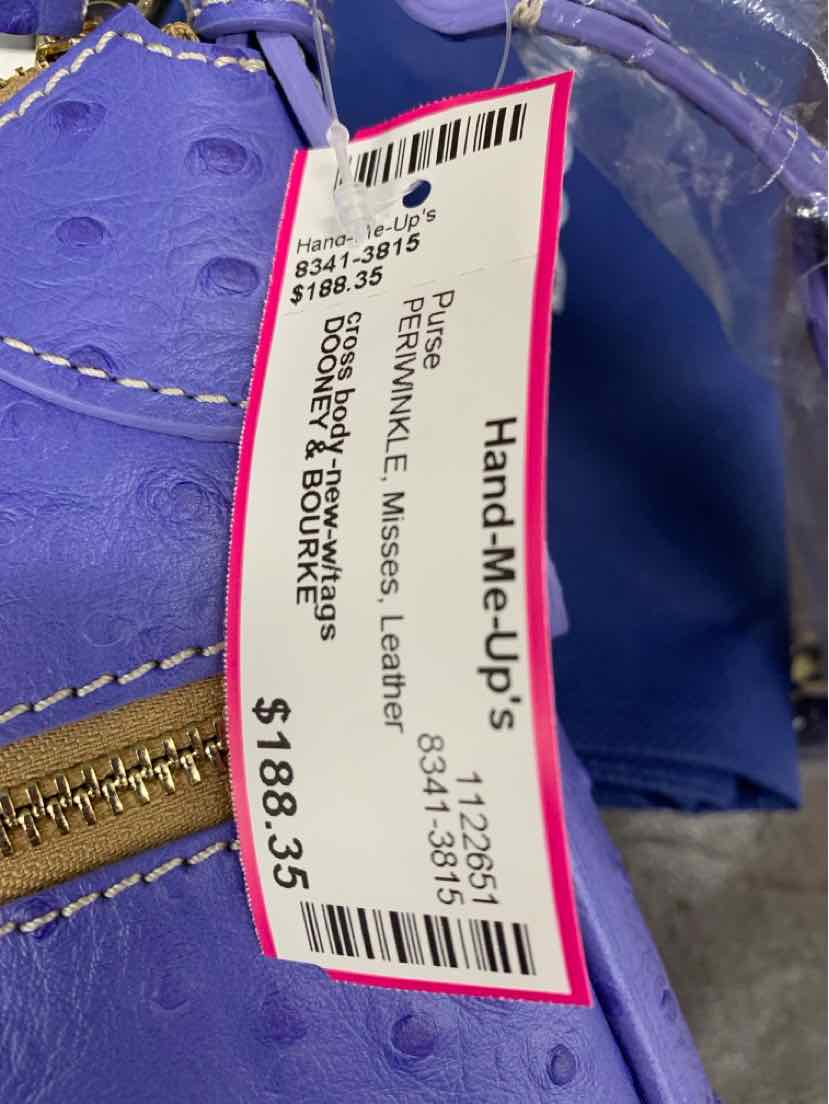 Hand-Me-Up's
8341-3815
$188.35
Hand-Me-Up's
1122651
8341-3815
Purse
PERIWINKLE, Misses, Leather
cross body-new-w/tags
DOONEY & BOURKE
$188.35